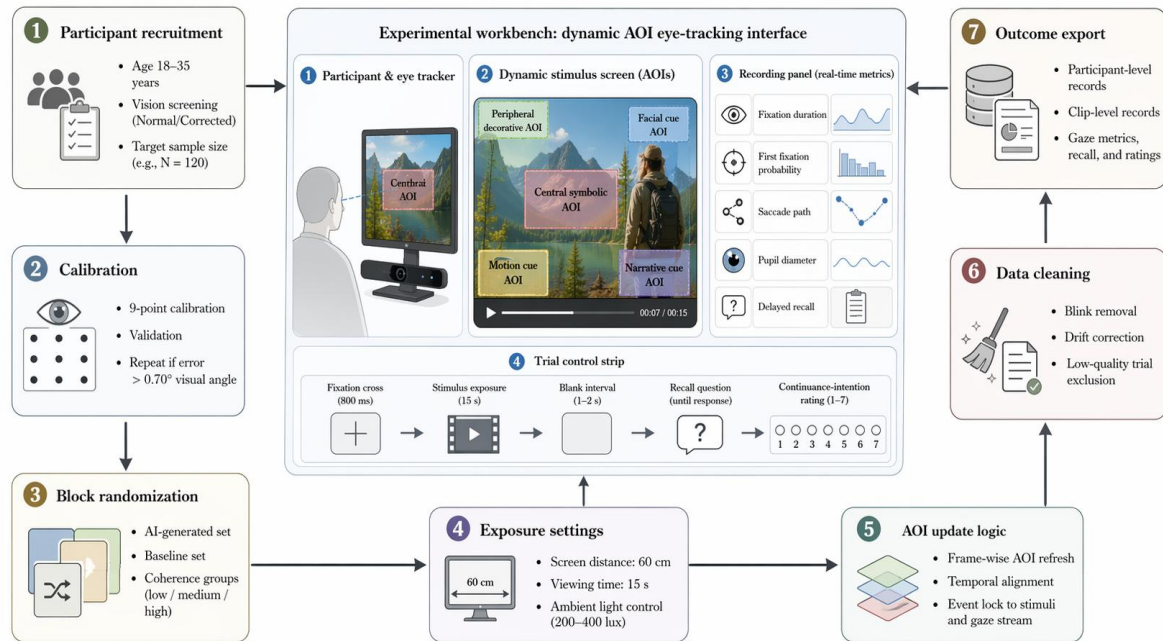 1 Participant recruitment
• Age 18–35
years
• Vision screening
(Normal/Corrected)
• Target sample size
(e.g., N = 120)
2 Calibration
• 9-point calibration
• Validation
• Repeat if error
> 0.70° visual angle
3 Block randomization
• AI-generated set
• Baseline set
• Coherence groups
(low / medium /
high)
Experimental workbench: dynamic AOI eye-tracking interface
1 Participant & eye tracker
Centhrai
AOI
2 Dynamic stimulus screen (AOIs)
Peripheral
decorative AOI
Facial cue
AOI
Central symbolic
AOI
Motion cue
AOI
Narrative cue
AOI
00:07 / 00:15
3 Recording panel (real-time metrics)
Fixation duration
First fixation
probability
Saccade path
Pupil diameter
? Delayed recall
4 Trial control strip
Fixation cross
(800 ms)
Stimulus exposure
(15 s)
Blank interval
(1–2 s)
Recall question
(until response)
?
Continuance-intention
rating (1–7)
1 2 3 4 5 6 7
4 Exposure settings
60 cm
• Screen distance: 60 cm
• Viewing time: 15 s
• Ambient light control
(200–400 lux)
5 AOI update logic
• Frame-wise AOI refresh
• Temporal alignment
• Event lock to stimuli
and gaze stream
6 Data cleaning
• Blink removal
• Drift correction
• Low-quality trial
exclusion
7 Outcome export
• Participant-level
records
• Clip-level records
• Gaze metrics,
recall, and ratings